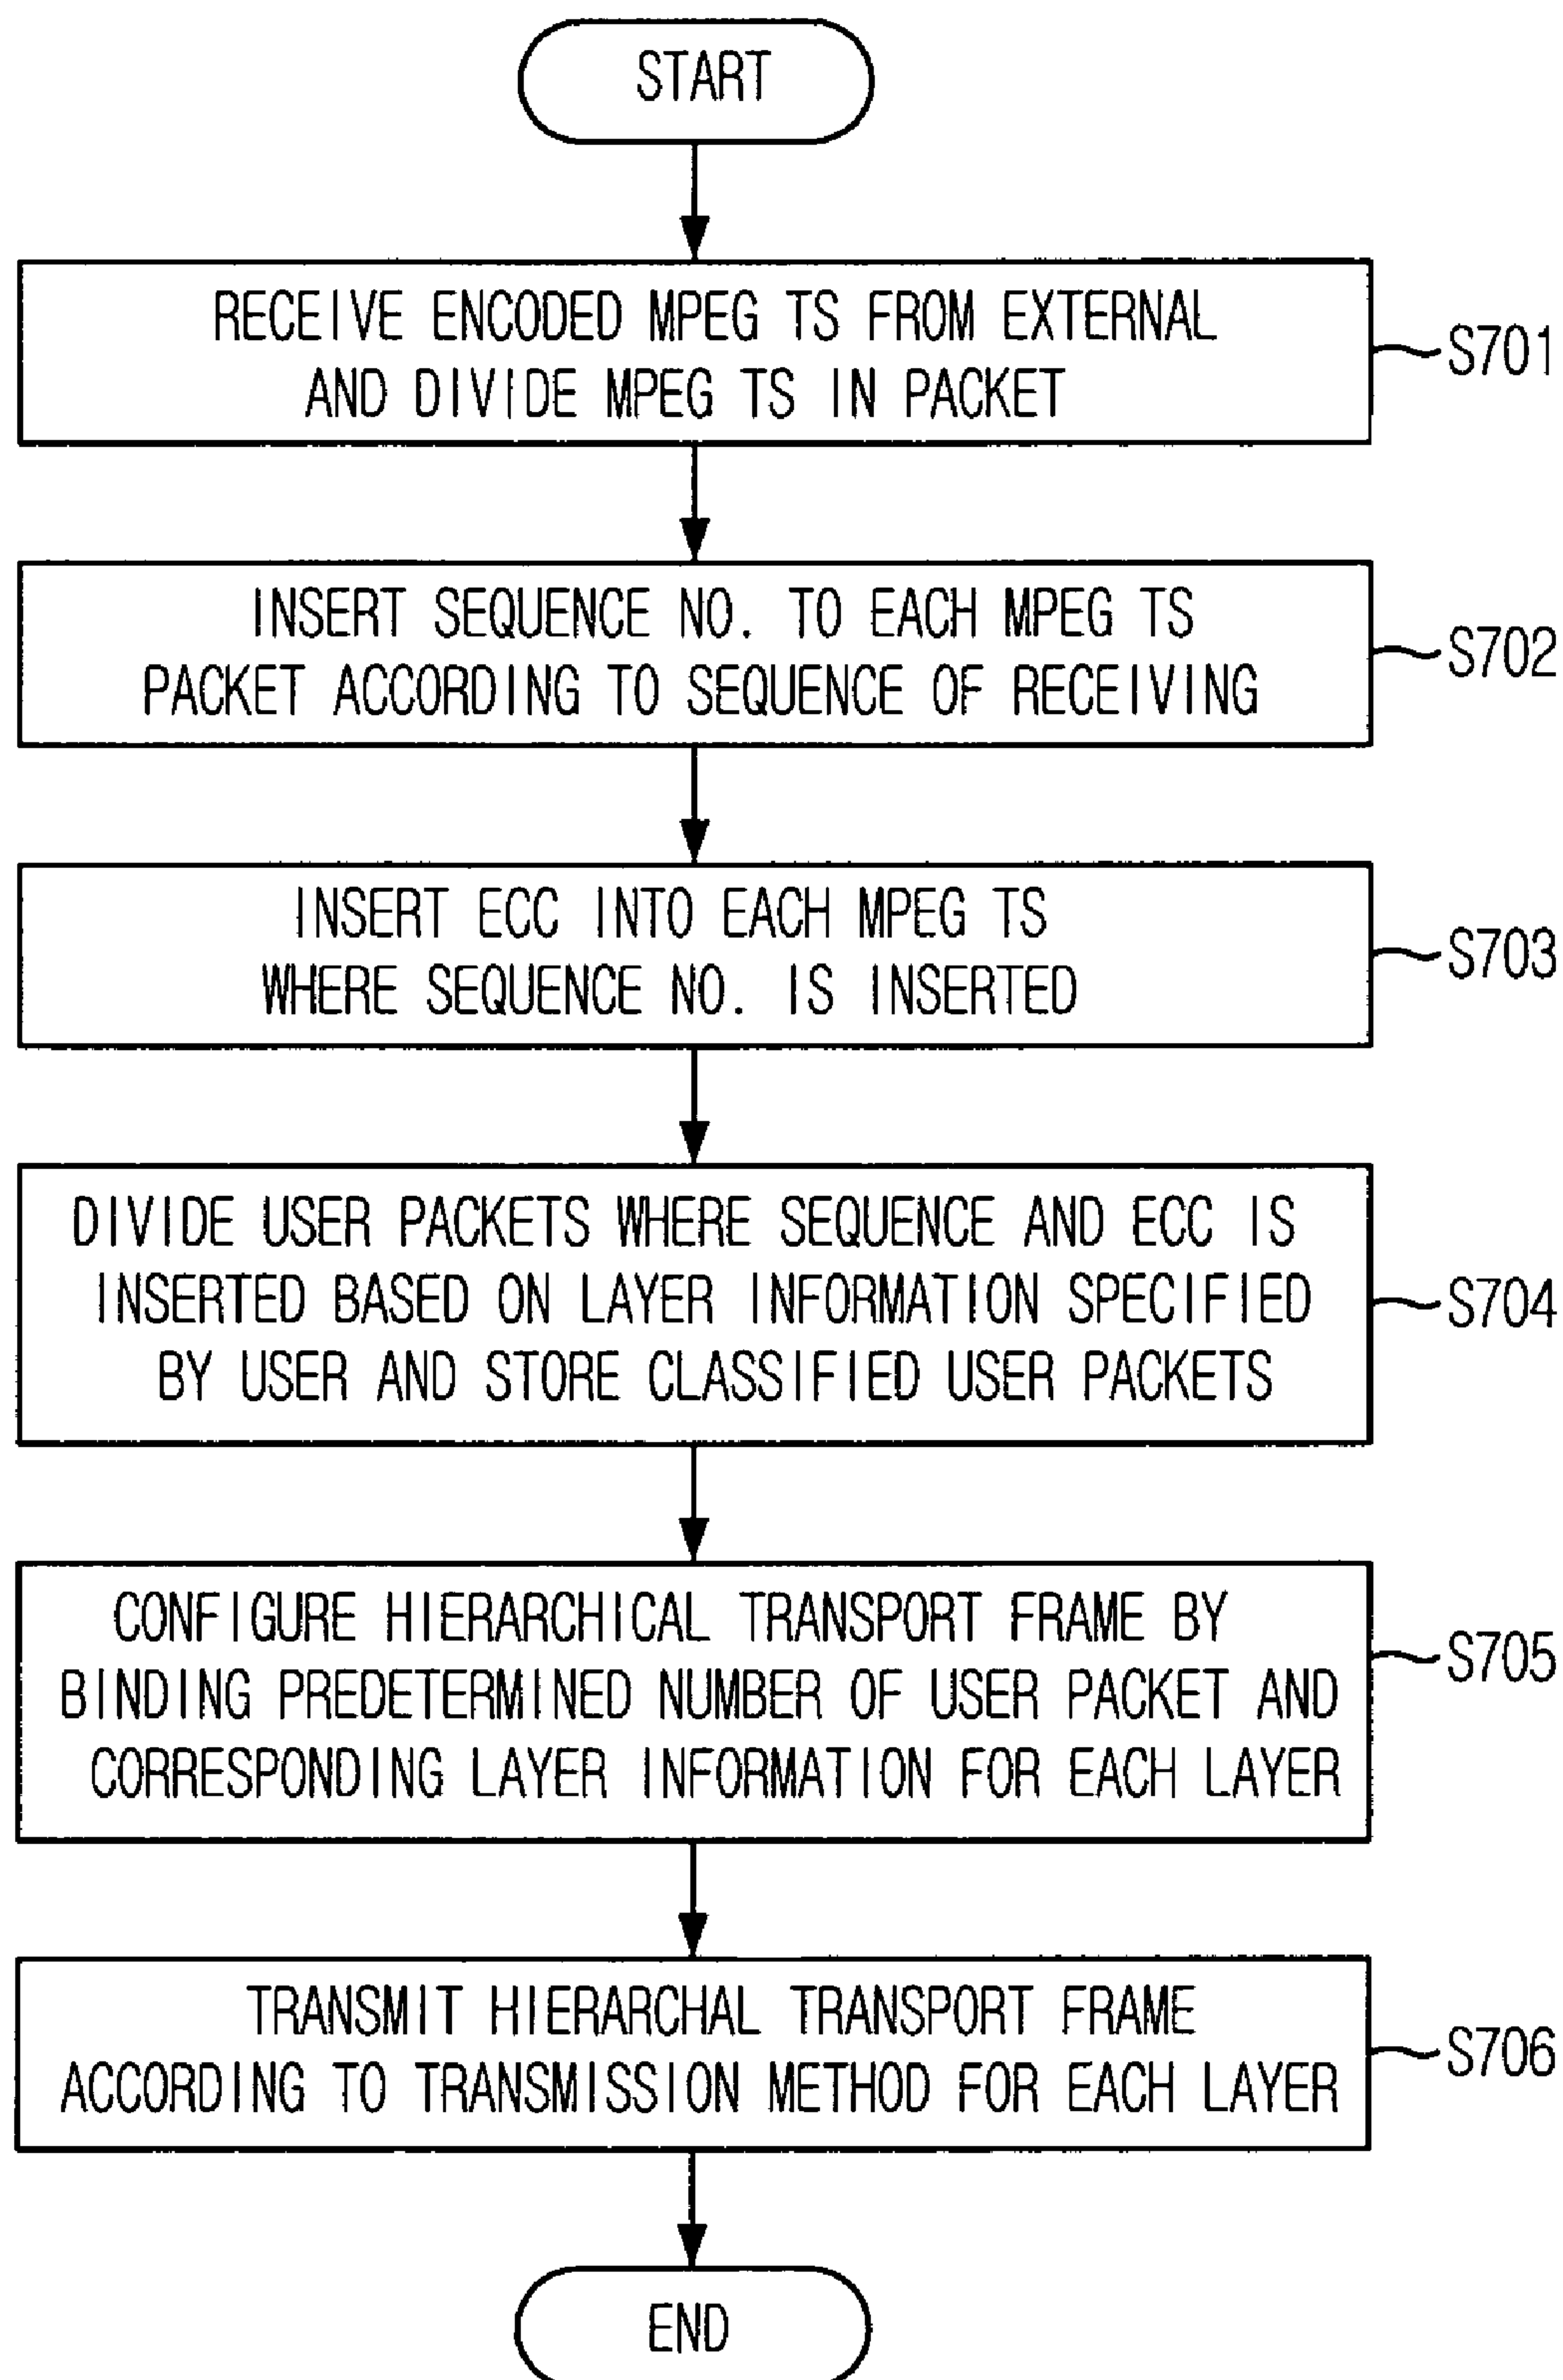 START
RECEIVE ENCODED MPEG TS FROM EXTERNAL
AND DIVIDE MPEG TS IN PACKET
S701
INSERT SEQUENCE NO. TO EACH MPEG TS
PACKET ACCORDING TO SEQUENCE OF RECEIVING
S702
INSERT ECC INTO EACH MPEG TS
WHERE SEQUENCE NO. IS INSERTED
S703
DIVIDE USER PACKETS WHERE SEQUENCE AND ECC IS
INSERTED BASED ON LAYER INFORMATION SPECIFIED
BY USER AND STORE CLASSIFIED USER PACKETS
S704
CONFIGURE HIERARCHICAL TRANSPORT FRAME BY
BINDING PREDETERMINED NUMBER OF USER PACKET AND
CORRESPONDING LAYER INFORMATION FOR EACH LAYER
S705
TRANSMIT HIERARCHAL TRANSPORT FRAME
ACCORDING TO TRANSMISSION METHOD FOR EACH LAYER
S706
END